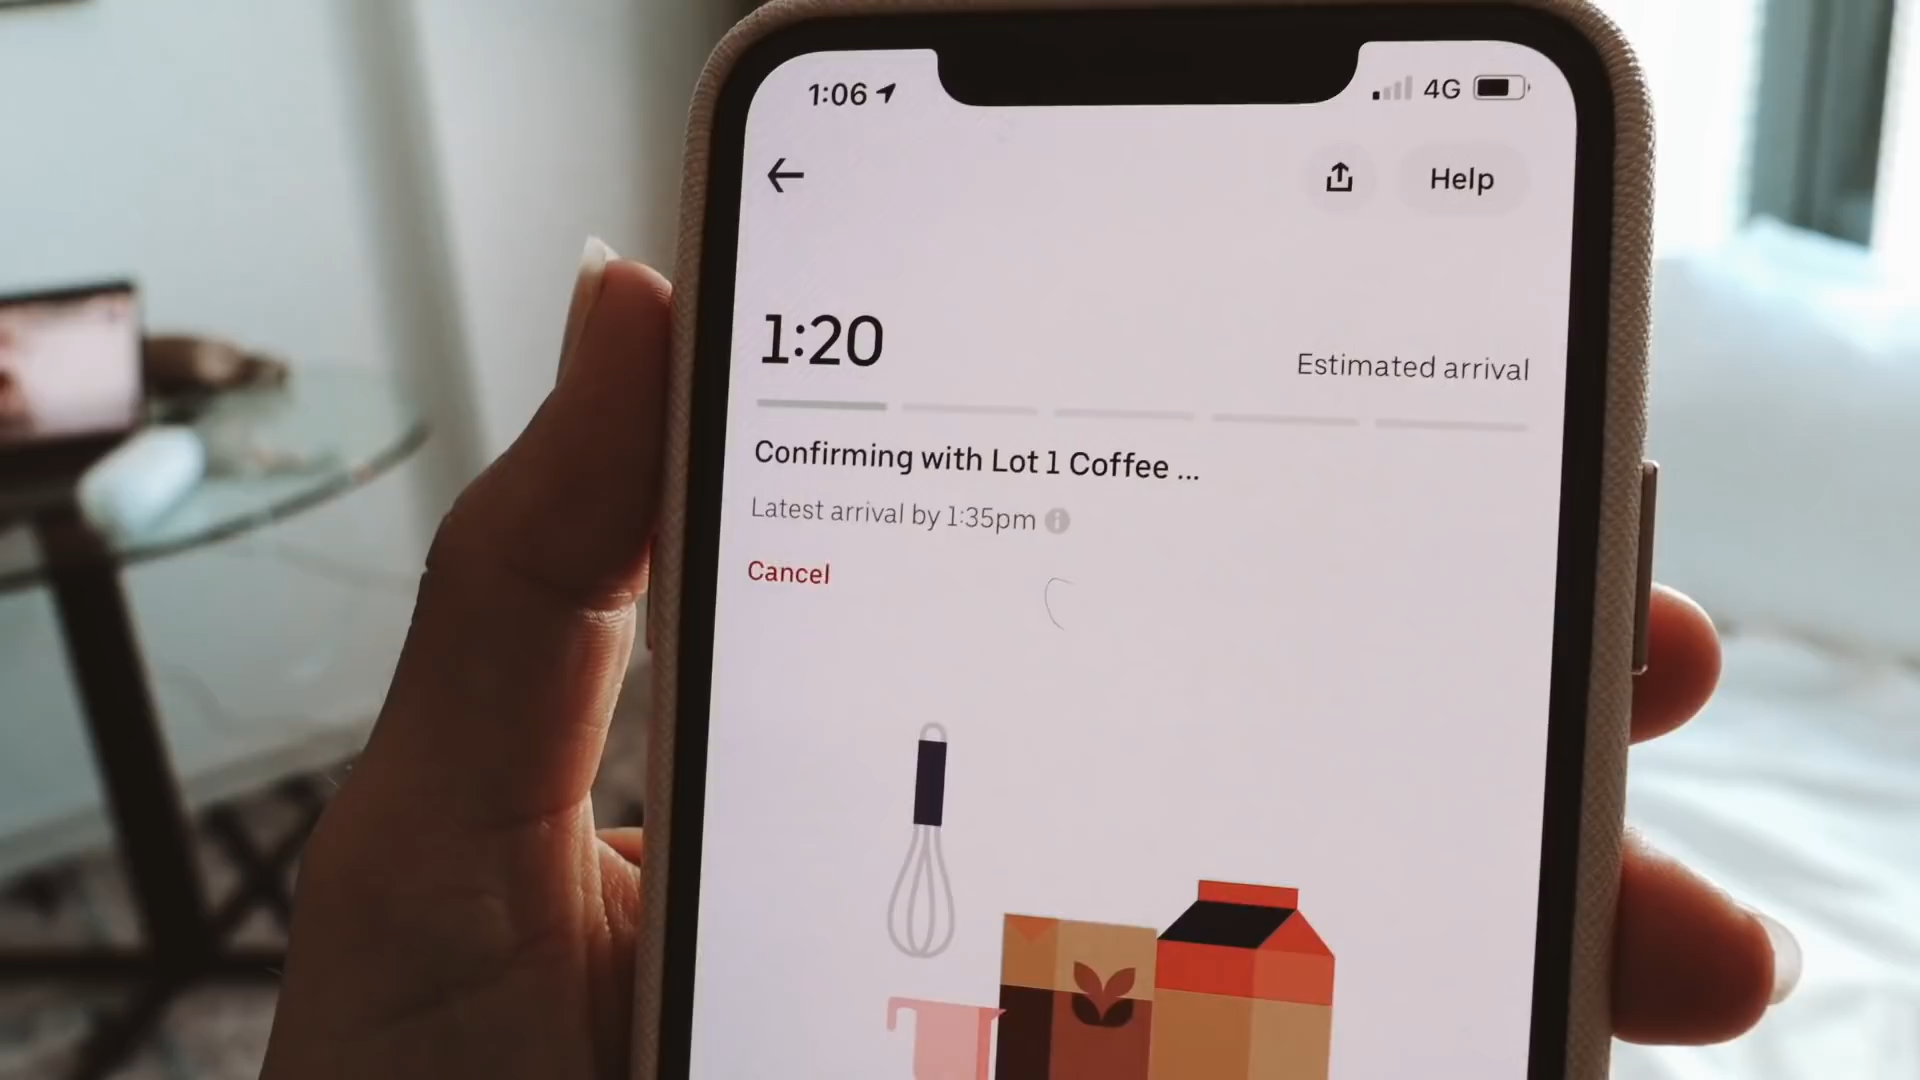 1:06
4G
Help
1:20
Estimated arrival
Confirming with Lot 1 Coffee ...
Latest arrival by 1:35pm
Cancel